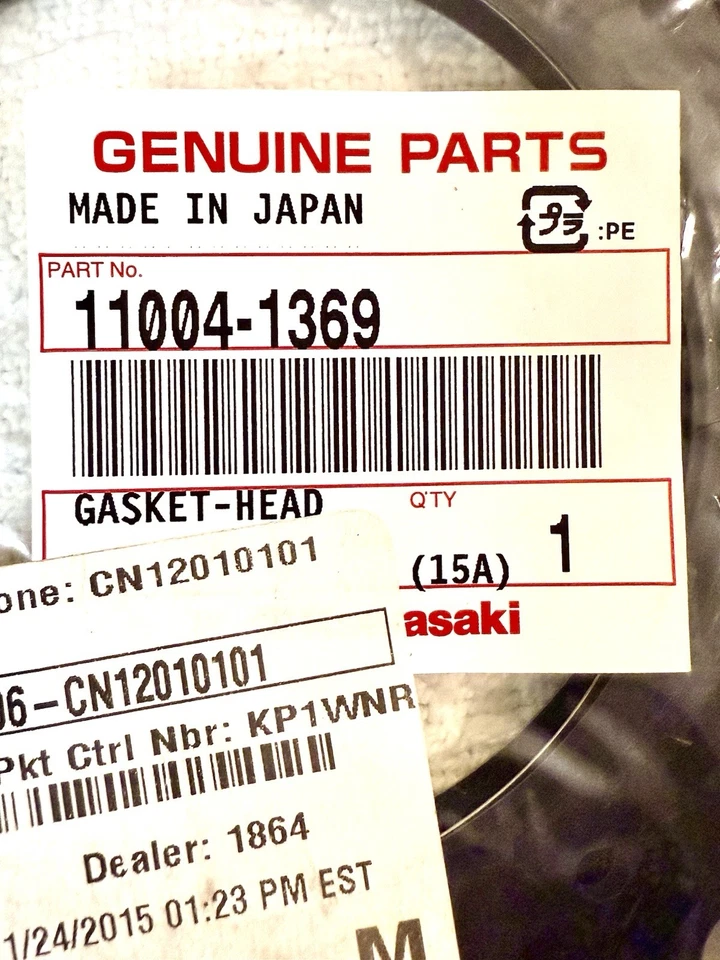 GENUINE PARTS
MADE IN JAPAN
プラ :PE
PART No.
11004-1369
GASKET-HEAD
Q'TY
1
(15A)
asaki
one: CN12010101
06-CN12010101
Pkt Ctrl Nbr: KP1WNR
Dealer: 1864
1/24/2015 01:23 PM EST
M